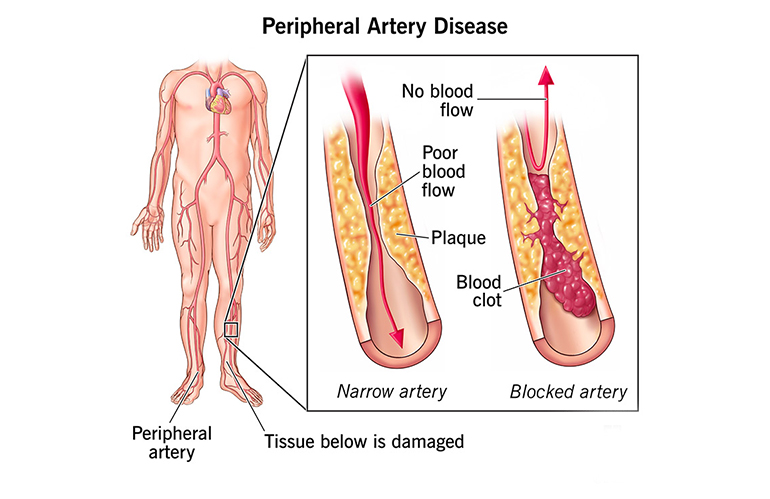 Peripheral Artery Disease
No blood
flow
Poor
blood
flow
Plaque
Blood
clot
Narrow artery
Blocked artery
Peripheral
artery
Tissue below is damaged